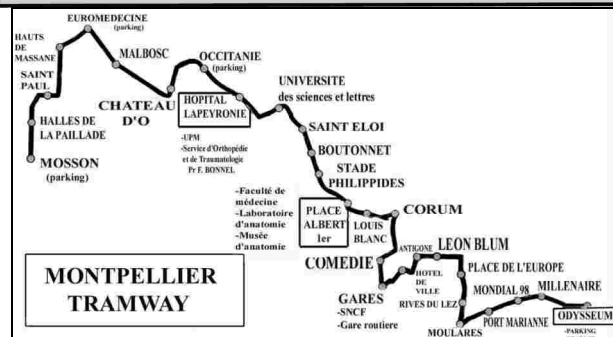 EUROMEDECINE
(parking)
HAUTS
DE
MASSANE
MALBOSC
OCCITANIE
(parking)
SAINT
PAUL
CHATEAU
D'O
HOPITAL
LAPEYRONIE
UNIVERSITE
des sciences et lettres
HALLES DE
LA PAILLADE
-UPM
-Service d'Orthopédie
et de Traumatologie
Pr F. BONNEL
SAINT ELOI
BOUTONNET
MOSSON
(parking)
STADE
PHILIPPIDES
-Faculté de
médecine
-Laboratoire
d'anatomie
-Musée
d'anatomie
PLACE
ALBERT
1er
LOUIS
BLANC
CORUM
COMEDIE
ANTIGONE
LEON BLUM
MONTPELLIER
TRAMWAY
HOTEL
DE
VILLE
PLACE DE L'EUROPE
GARES
-SNCF
-Gare routiere
RIVES DU LEZ
MONDIAL 98
MILLENAIRE
MOULARES
PORT MARIANNE
ODYSSEUM
-PARKING